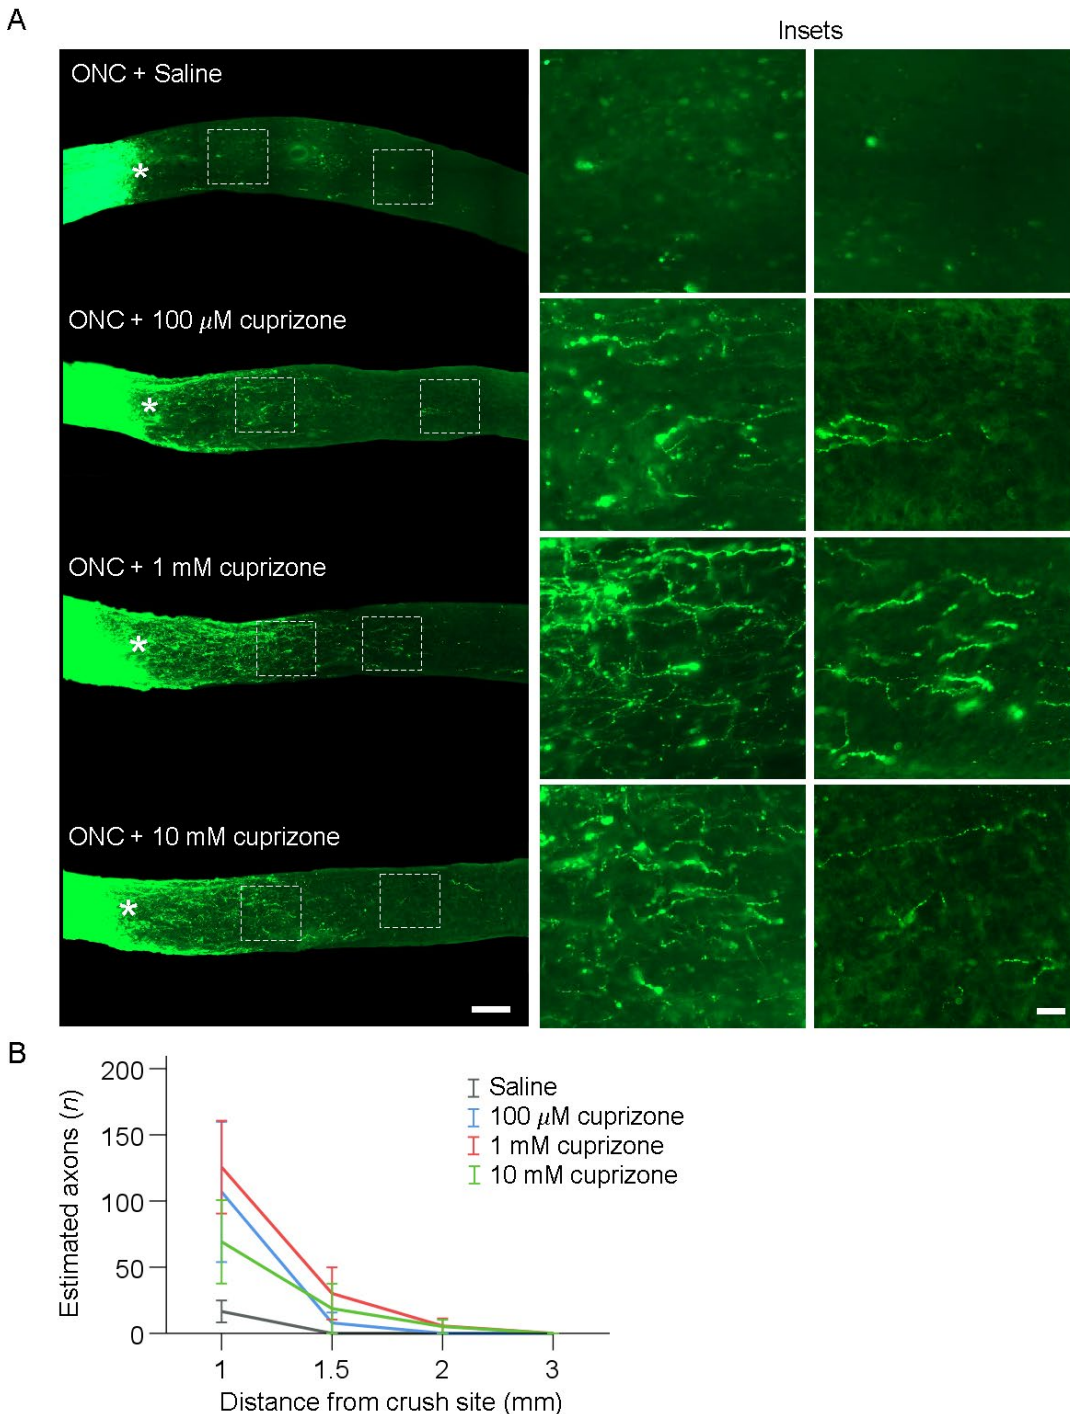 A
Insets
ONC + Saline
*
ONC + 100 μM cuprizone
*
ONC + 1 mM cuprizone
*
ONC + 10 mM cuprizone
*
B
200
150
100
50
0
Estimated axons (n)
Saline
100 μM cuprizone
1 mM cuprizone
10 mM cuprizone
1 1.5 2 3
Distance from crush site (mm)